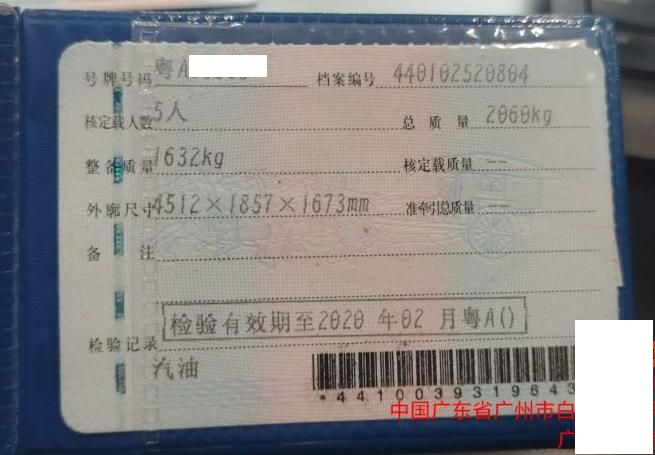 号牌号码 粤A
档案编号 440102520804
核定载人数 5人
总质量 2060kg
整备质量 1632kg
核定载质量 --
外廓尺寸 4512×1857×1673mm
准牵引总质量 --
备注
检验记录 检验有效期至2020 年02 月粤A()
汽油
*4410039319643
中国广东省广州市白
广